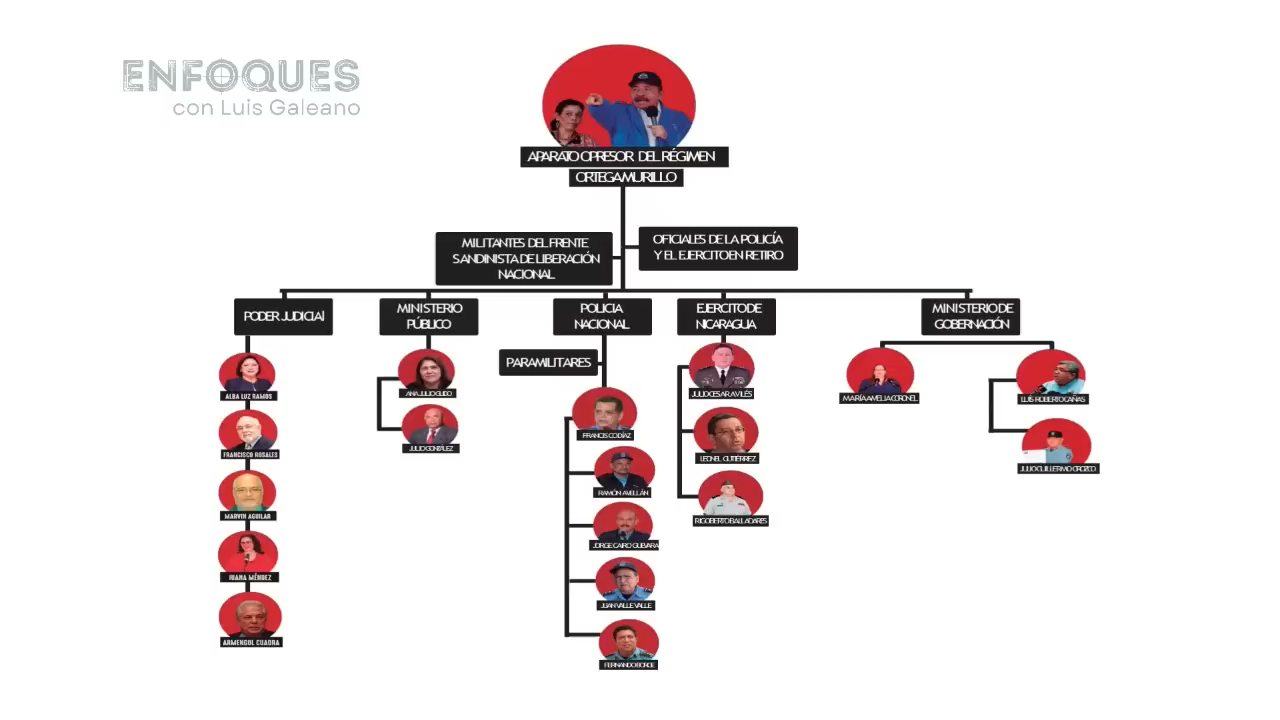 ENFOQUES
con Luis Galeano
APARATO OPRESOR DEL RÉGIMEN
ORTEGA MURILLO
MILITANTES DEL FRENTE
SANDINISTA DE LIBERACIÓN
NACIONAL
OFICIALES DE LA POLICÍA
Y EL EJERCITO EN RETIRO
PODER JUDICIAL
MINISTERIO
PÚBLICO
POLICIA
NACIONAL
EJERCITO DE
NICARAGUA
MINISTERIO DE
GOBERNACIÓN
PARAMILITARES
ALBA LUZ RAMOS
FRANCISCO ROSALES
MARVIN AGUILAR
JUANA MÉNDEZ
ARMENGOL CUADRA
ANA JULIO GUIDO
JULIO GONZÁLEZ
FRANCISCO DÍAZ
RAMÓN AVELLÁN
JORGE CAIRO GUEVARA
JUAN VALLE VALLE
FERNANDO BORGE
JULIO CESAR AVILÉS
LEONEL GUTIÉRREZ
RIGOBERTO BALLADARES
MARÍA AMELIA CORONEL
LUÍS ROBERTO CAÑAS
JULIO GUILLERMO OROZCO